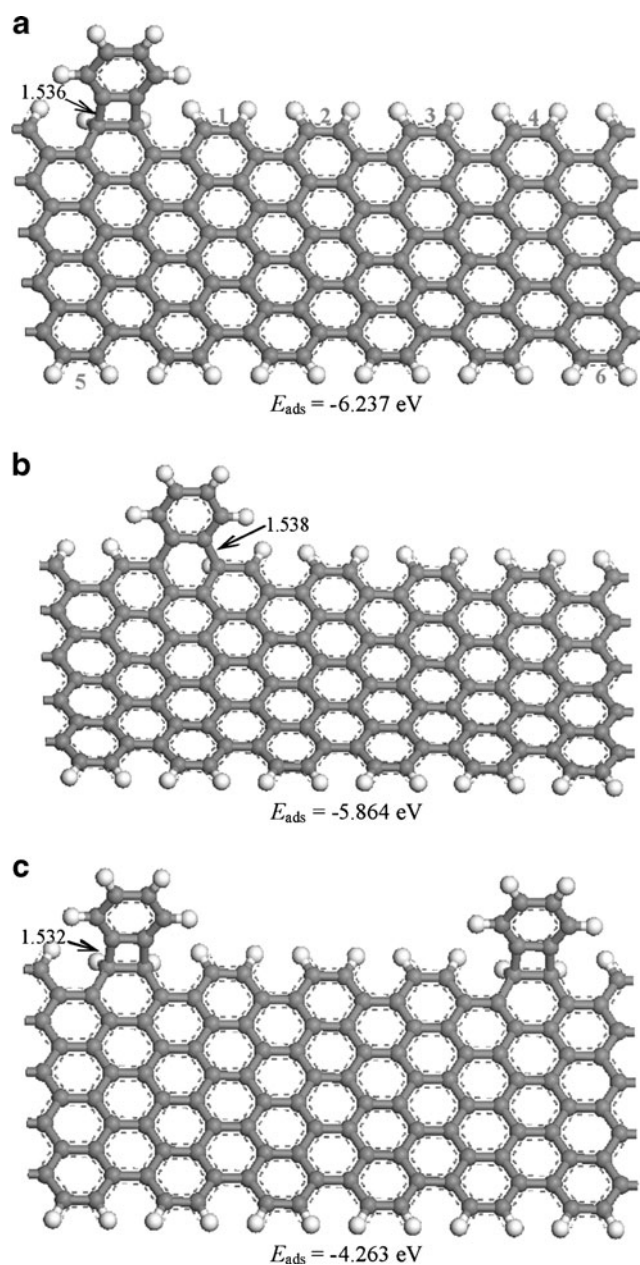 a
1.536
1 2 3 4
5 6
Eads = -6.237 eV
b
1.538
Eads = -5.864 eV
c
1.532
Eads = -4.263 eV